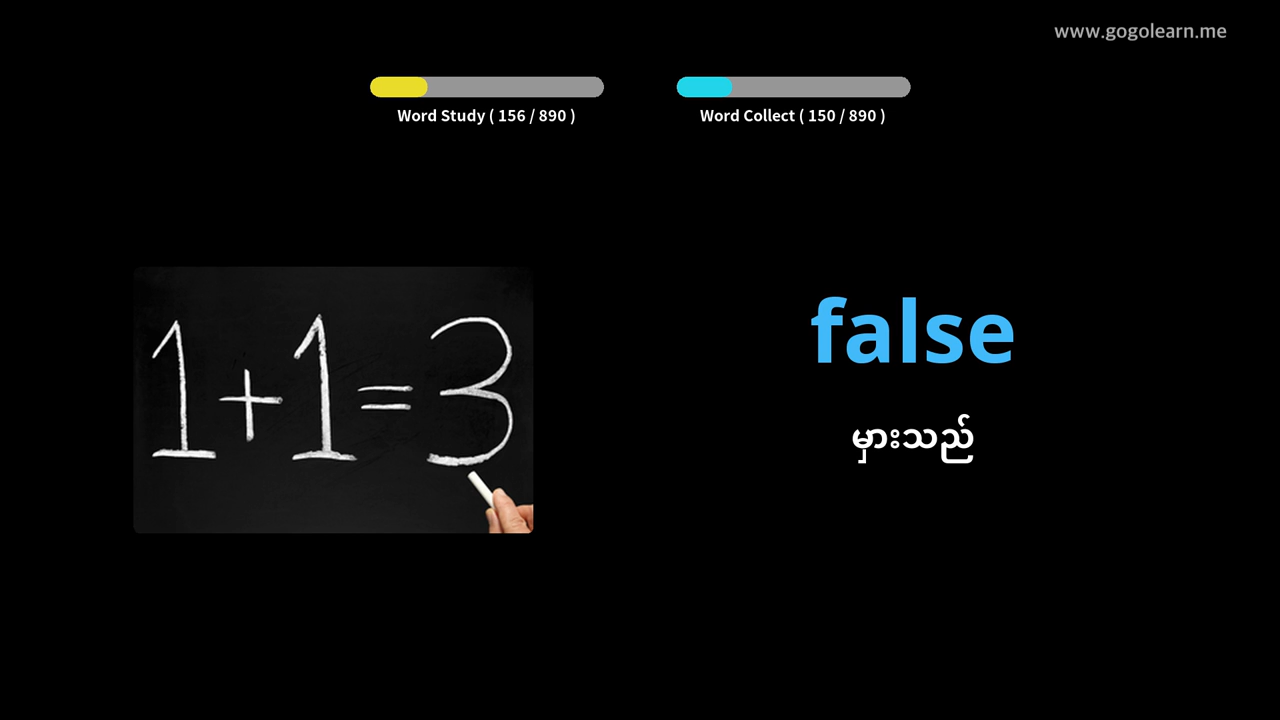 www.gogolearn.me
Word Study ( 156 / 890 )
Word Collect ( 150 / 890 )
1+1=3
false
မှားသည်